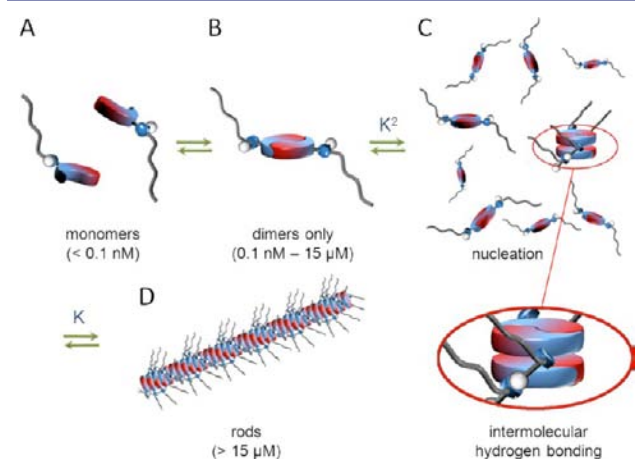 A
B
C
K²
monomers
(< 0.1 nM)
dimers only
(0.1 nM – 15 µM)
nucleation
K
D
rods
(> 15 µM)
intermolecular
hydrogen bonding